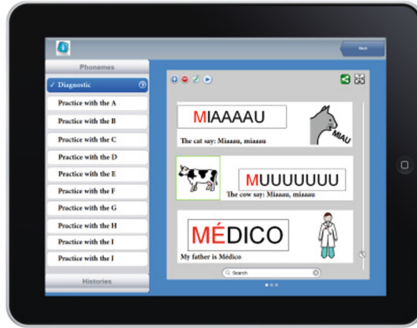 Phonemes
✓ Diagnostic
Practice with the A
Practice with the B
Practice with the C
Practice with the D
Practice with the E
Practice with the F
Practice with the G
Practice with the H
Practice with the I
Practice with the J
Histories
MIAAAAU
MIAU
The cat say: Miaaau, miaaau
MUUUUUUU
The cow say: Muuuu, muuuu
MÉDICO
My father is Médico
Search